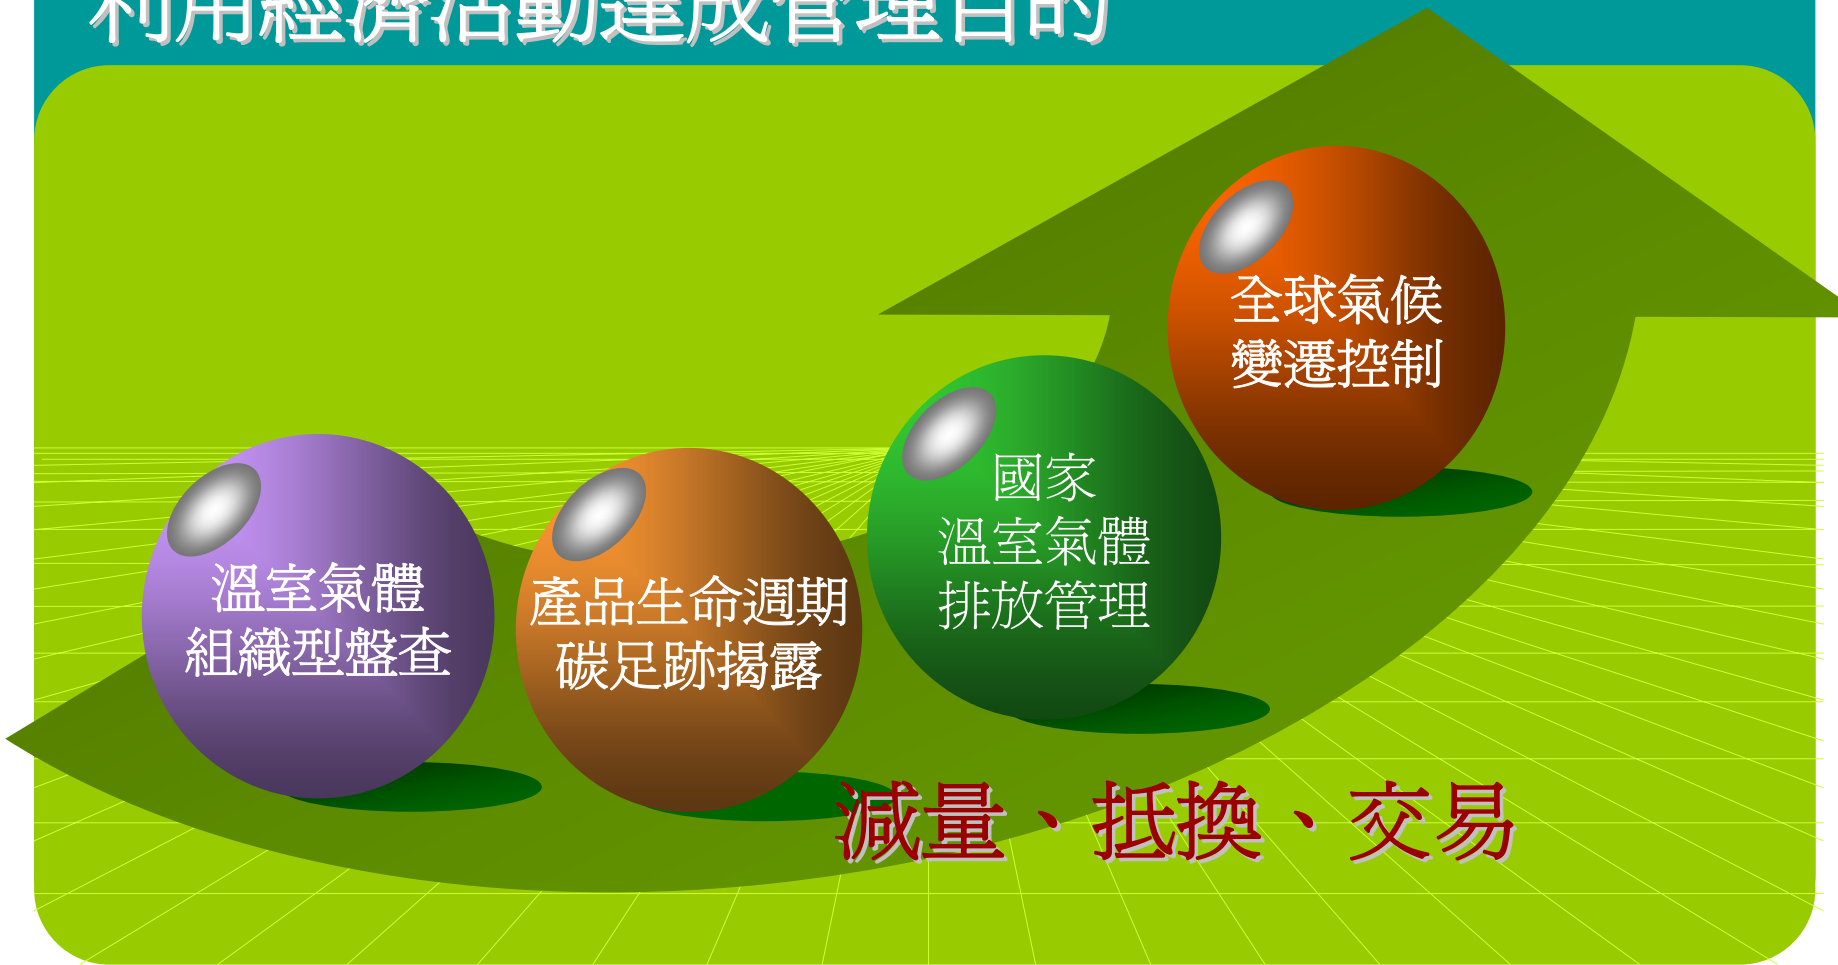 利用經濟活動達成管理目的
全球氣候
變遷控制
國家
溫室氣體
排放管理
溫室氣體
組織型盤查
產品生命週期
碳足跡揭露
減量、抵換、交易